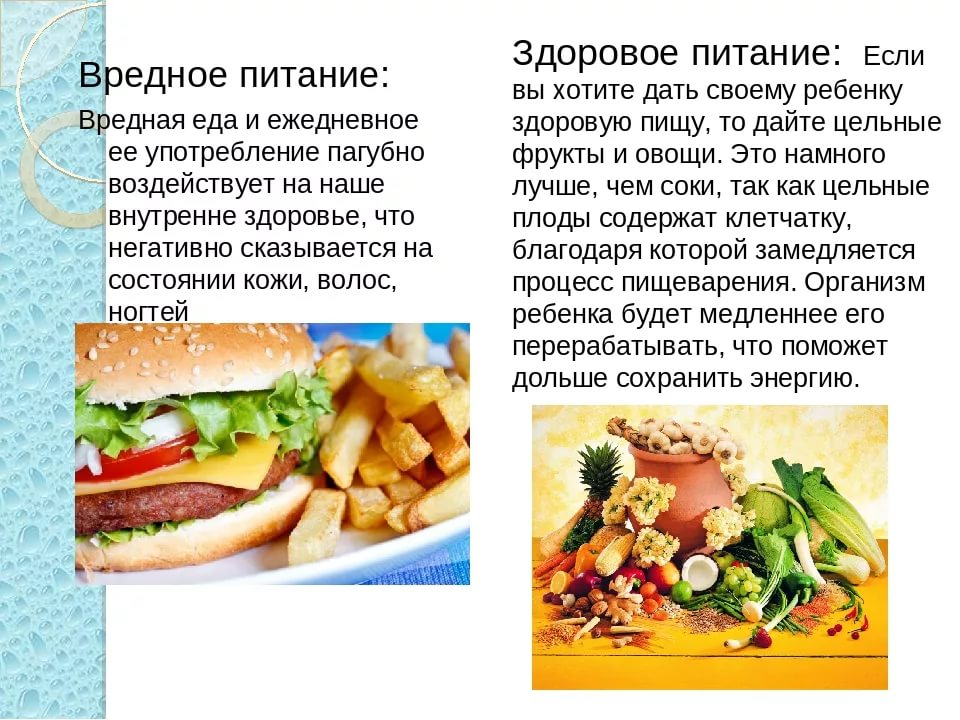 Вредное питание:
Вредная еда и ежедневное
ее употребление пагубно
воздействует на наше
внутренне здоровье, что
негативно сказывается на
состоянии кожи, волос,
ногтей
Здоровое питание: Если
вы хотите дать своему ребенку
здоровую пищу, то дайте цельные
фрукты и овощи. Это намного
лучше, чем соки, так как цельные
плоды содержат клетчатку,
благодаря которой замедляется
процесс пищеварения. Организм
ребенка будет медленнее его
перерабатывать, что поможет
дольше сохранить энергию.